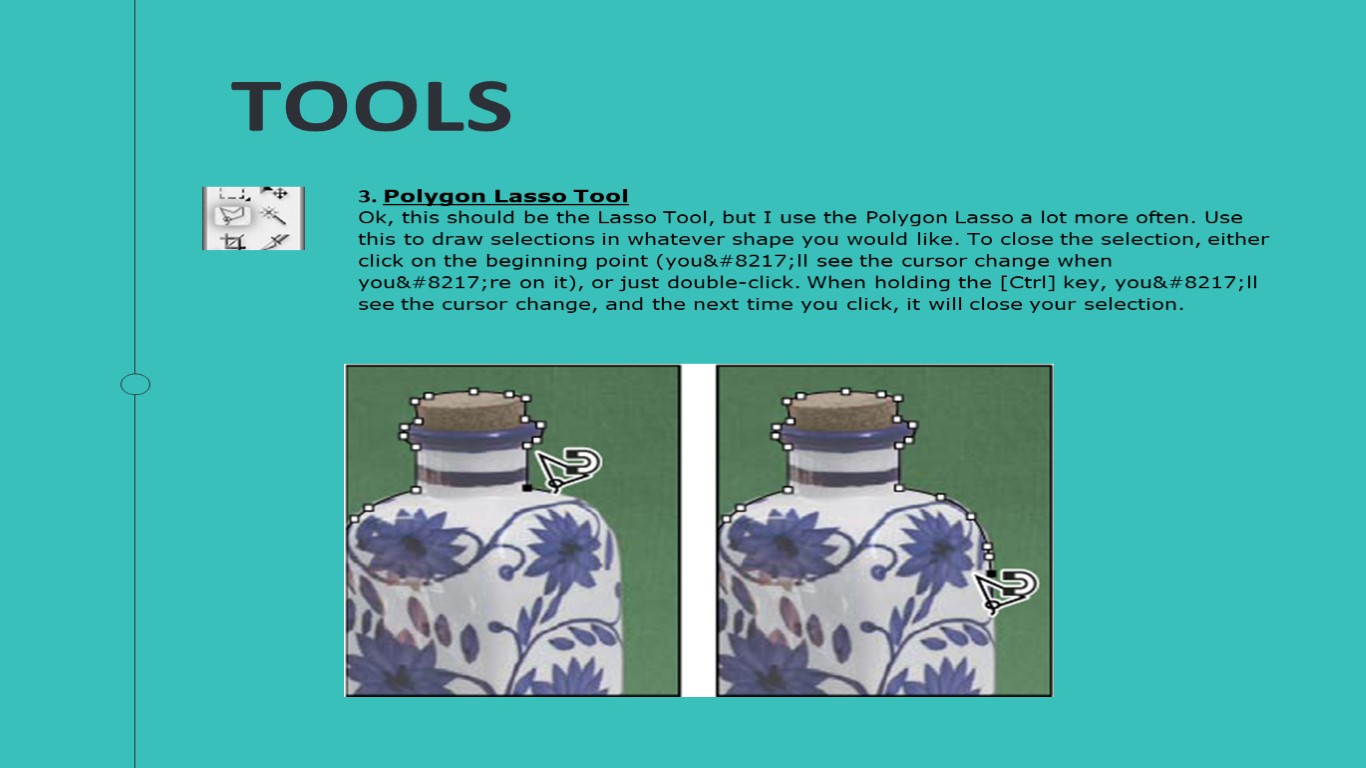 TOOLS
3. Polygon Lasso Tool
Ok, this should be the Lasso Tool, but I use the Polygon Lasso a lot more often. Use
this to draw selections in whatever shape you would like. To close the selection, either
click on the beginning point (you&#8217;ll see the cursor change when
you&#8217;re on it), or just double-click. When holding the [Ctrl] key, you&#8217;ll
see the cursor change, and the next time you click, it will close your selection.